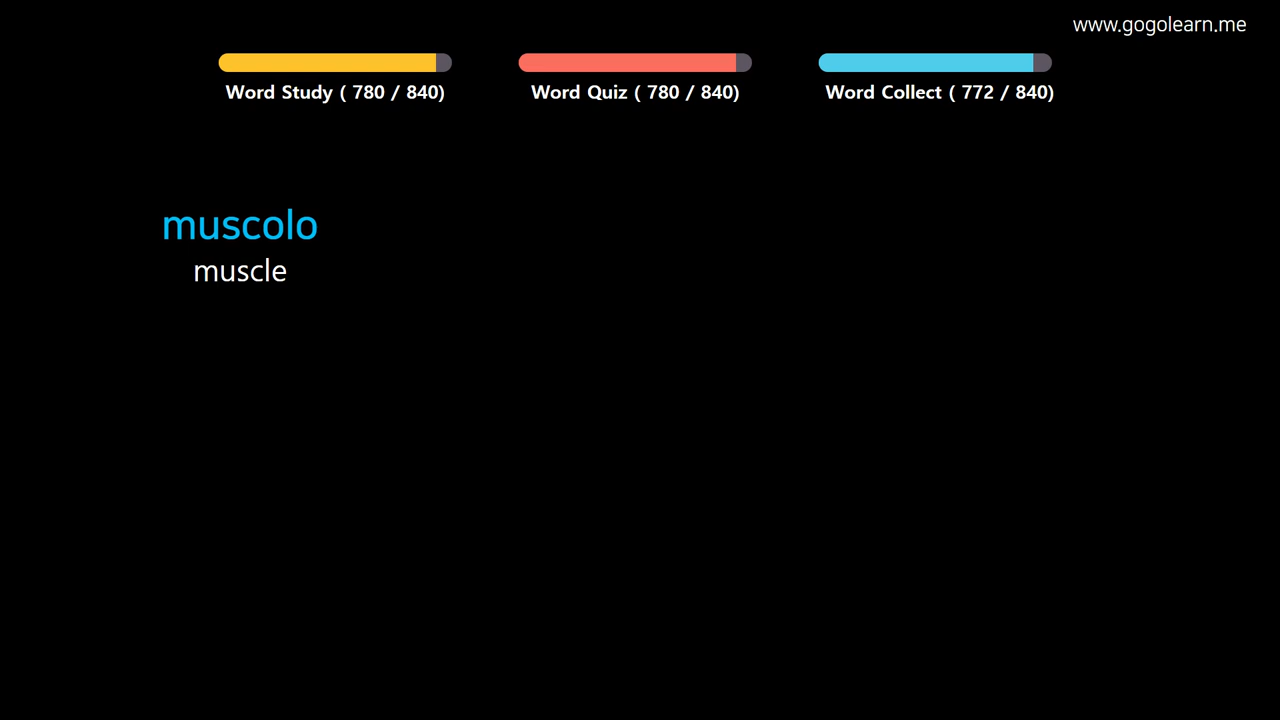 www.gogolearn.me
Word Study ( 780 / 840)
Word Quiz ( 780 / 840)
Word Collect ( 772 / 840)
muscolo
muscle